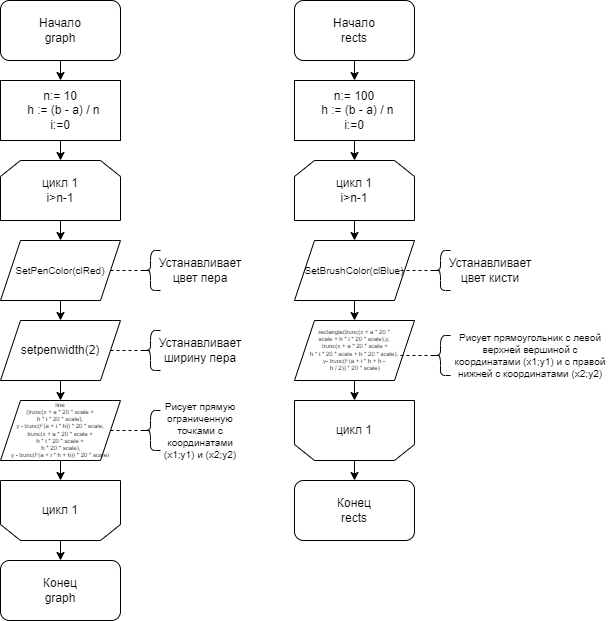 Начало
graph
n:= 10
h := (b - a) / n
i:=0
цикл 1
i>n-1
SetPenColor(clRed)
Устанавливает
цвет пера
setpenwidth(2)
Устанавливает
ширину пера
line
(trunc(x + a * 20 * scale +
h * i * 20 * scale),
y - trunc(f(a + i * h)) * 20 * scale,
trunc(x + a * 20 * scale +
h * i * 20 * scale +
h * 20 * scale),
y - trunc(f(a + i * h + h)) * 20 * scale)
Рисует прямую
ограниченную
точками с
координатами
(x1;y1) и (x2;y2)
цикл 1
Конец
graph
Начало
rects
n:= 100
h := (b - a) / n
i:=0
цикл 1
i>n-1
SetBrushColor(clBlue)
Устанавливает
цвет кисти
rectangle(trunc(x + a * 20 *
scale + h * i * 20 * scale),y,
trunc(x + a * 20 * scale +
h * i * 20 * scale + h * 20 * scale),
y- trunc(f(a + i * h + h -
h / 2)) * 20 * scale)
Рисует прямоугольник с левой
верхней вершиной с
координатами (x1;y1) и с правой
нижней с координатами (x2;y2)
цикл 1
Конец
rects